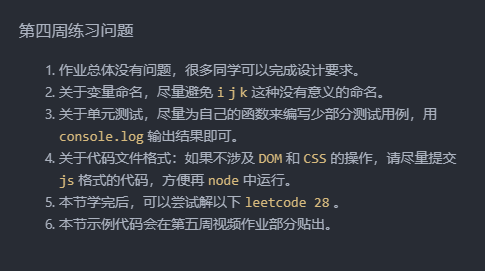 第四周练习问题
1. 作业总体没有问题，很多同学可以完成设计要求。
2. 关于变量命名，尽量避免 i j k 这种没有意义的命名。
3. 关于单元测试，尽量为自己的函数来编写少部分测试用例，用
console.log 输出结果即可。
4. 关于代码文件格式：如果不涉及 DOM 和 CSS 的操作，请尽量提交
js 格式的代码，方便再 node 中运行。
5. 本节学完后，可以尝试解以下 leetcode 28 。
6. 本节示例代码会在第五周视频作业部分贴出。